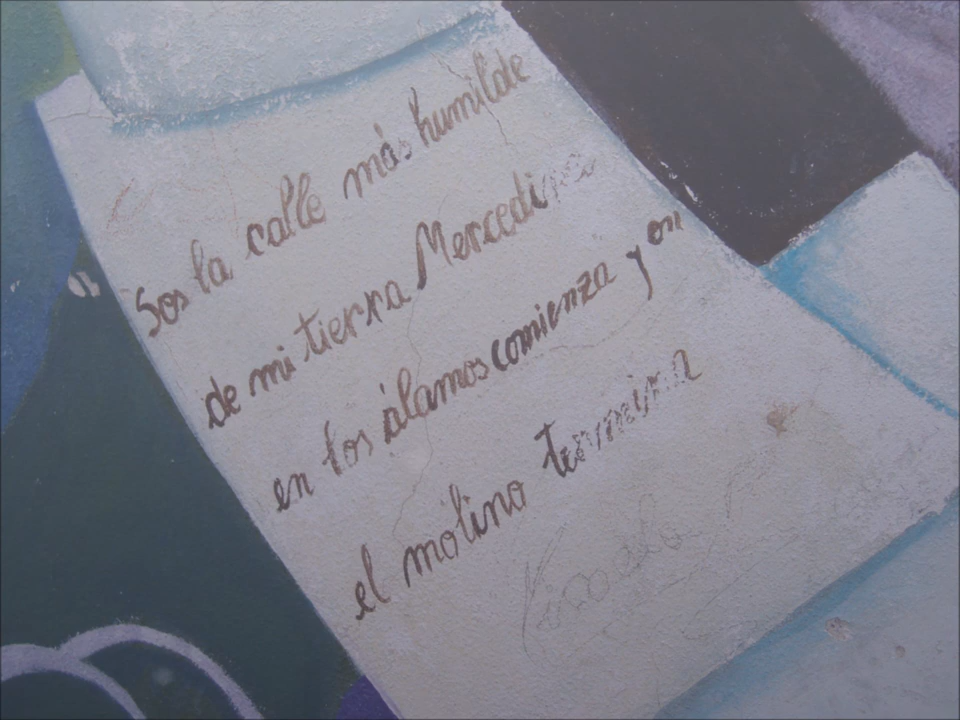 Sos la calle más humilde
de mi tierra Mercedina
en los álamos comienza y en
el molino termina